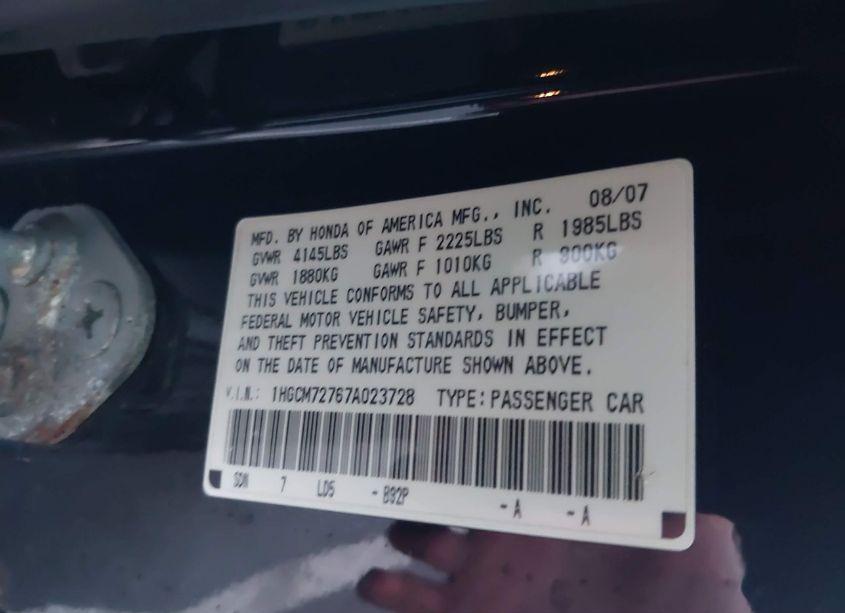 MFD. BY HONDA OF AMERICA MFG., INC. 08/07
GVWR 4145LBS GAWR F 2225LBS R 1985LBS
GVWR 1880KG GAWR F 1010KG R 900KG
THIS VEHICLE CONFORMS TO ALL APPLICABLE
FEDERAL MOTOR VEHICLE SAFETY, BUMPER,
AND THEFT PREVENTION STANDARDS IN EFFECT
ON THE DATE OF MANUFACTURE SHOWN ABOVE.
V.I.N.: 1HGCM72767A023728 TYPE:PASSENGER CAR
SDN 7 LD5 -B92P -A -A